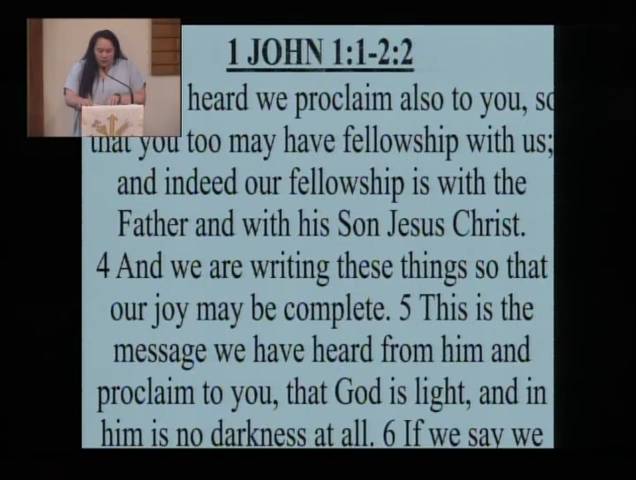 1 JOHN 1:1-2:2
heard we proclaim also to you, so
that you too may have fellowship with us;
and indeed our fellowship is with the
Father and with his Son Jesus Christ.
4 And we are writing these things so that
our joy may be complete. 5 This is the
message we have heard from him and
proclaim to you, that God is light, and in
him is no darkness at all. 6 If we say we